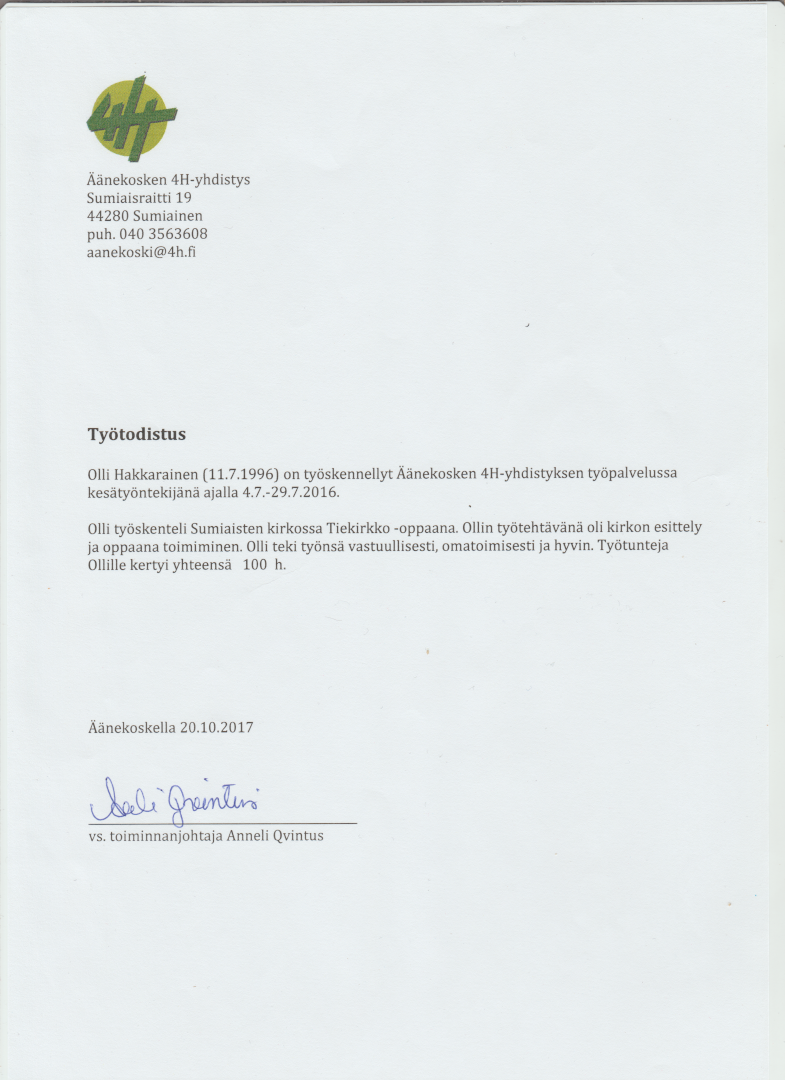 4H
Äänekosken 4H-yhdistys
Sumiaisraitti 19
44280 Sumiainen
puh. 040 3563608
aanekoski@4h.fi
Työtodistus
Olli Hakkarainen (11.7.1996) on työskennellyt Äänekosken 4H-yhdistyksen työpalvelussa
kesätyöntekijänä ajalla 4.7.-29.7.2016.
Olli työskenteli Sumiaisten kirkossa Tiekirkko -oppaana. Ollin työtehtävänä oli kirkon esittely
ja oppaana toimiminen. Olli teki työnsä vastuullisesti, omatoimisesti ja hyvin. Työtunteja
Ollille kertyi yhteensä 100 h.
Äänekoskella 20.10.2017
Qvintus
vs. toiminnanjohtaja Anneli Qvintus